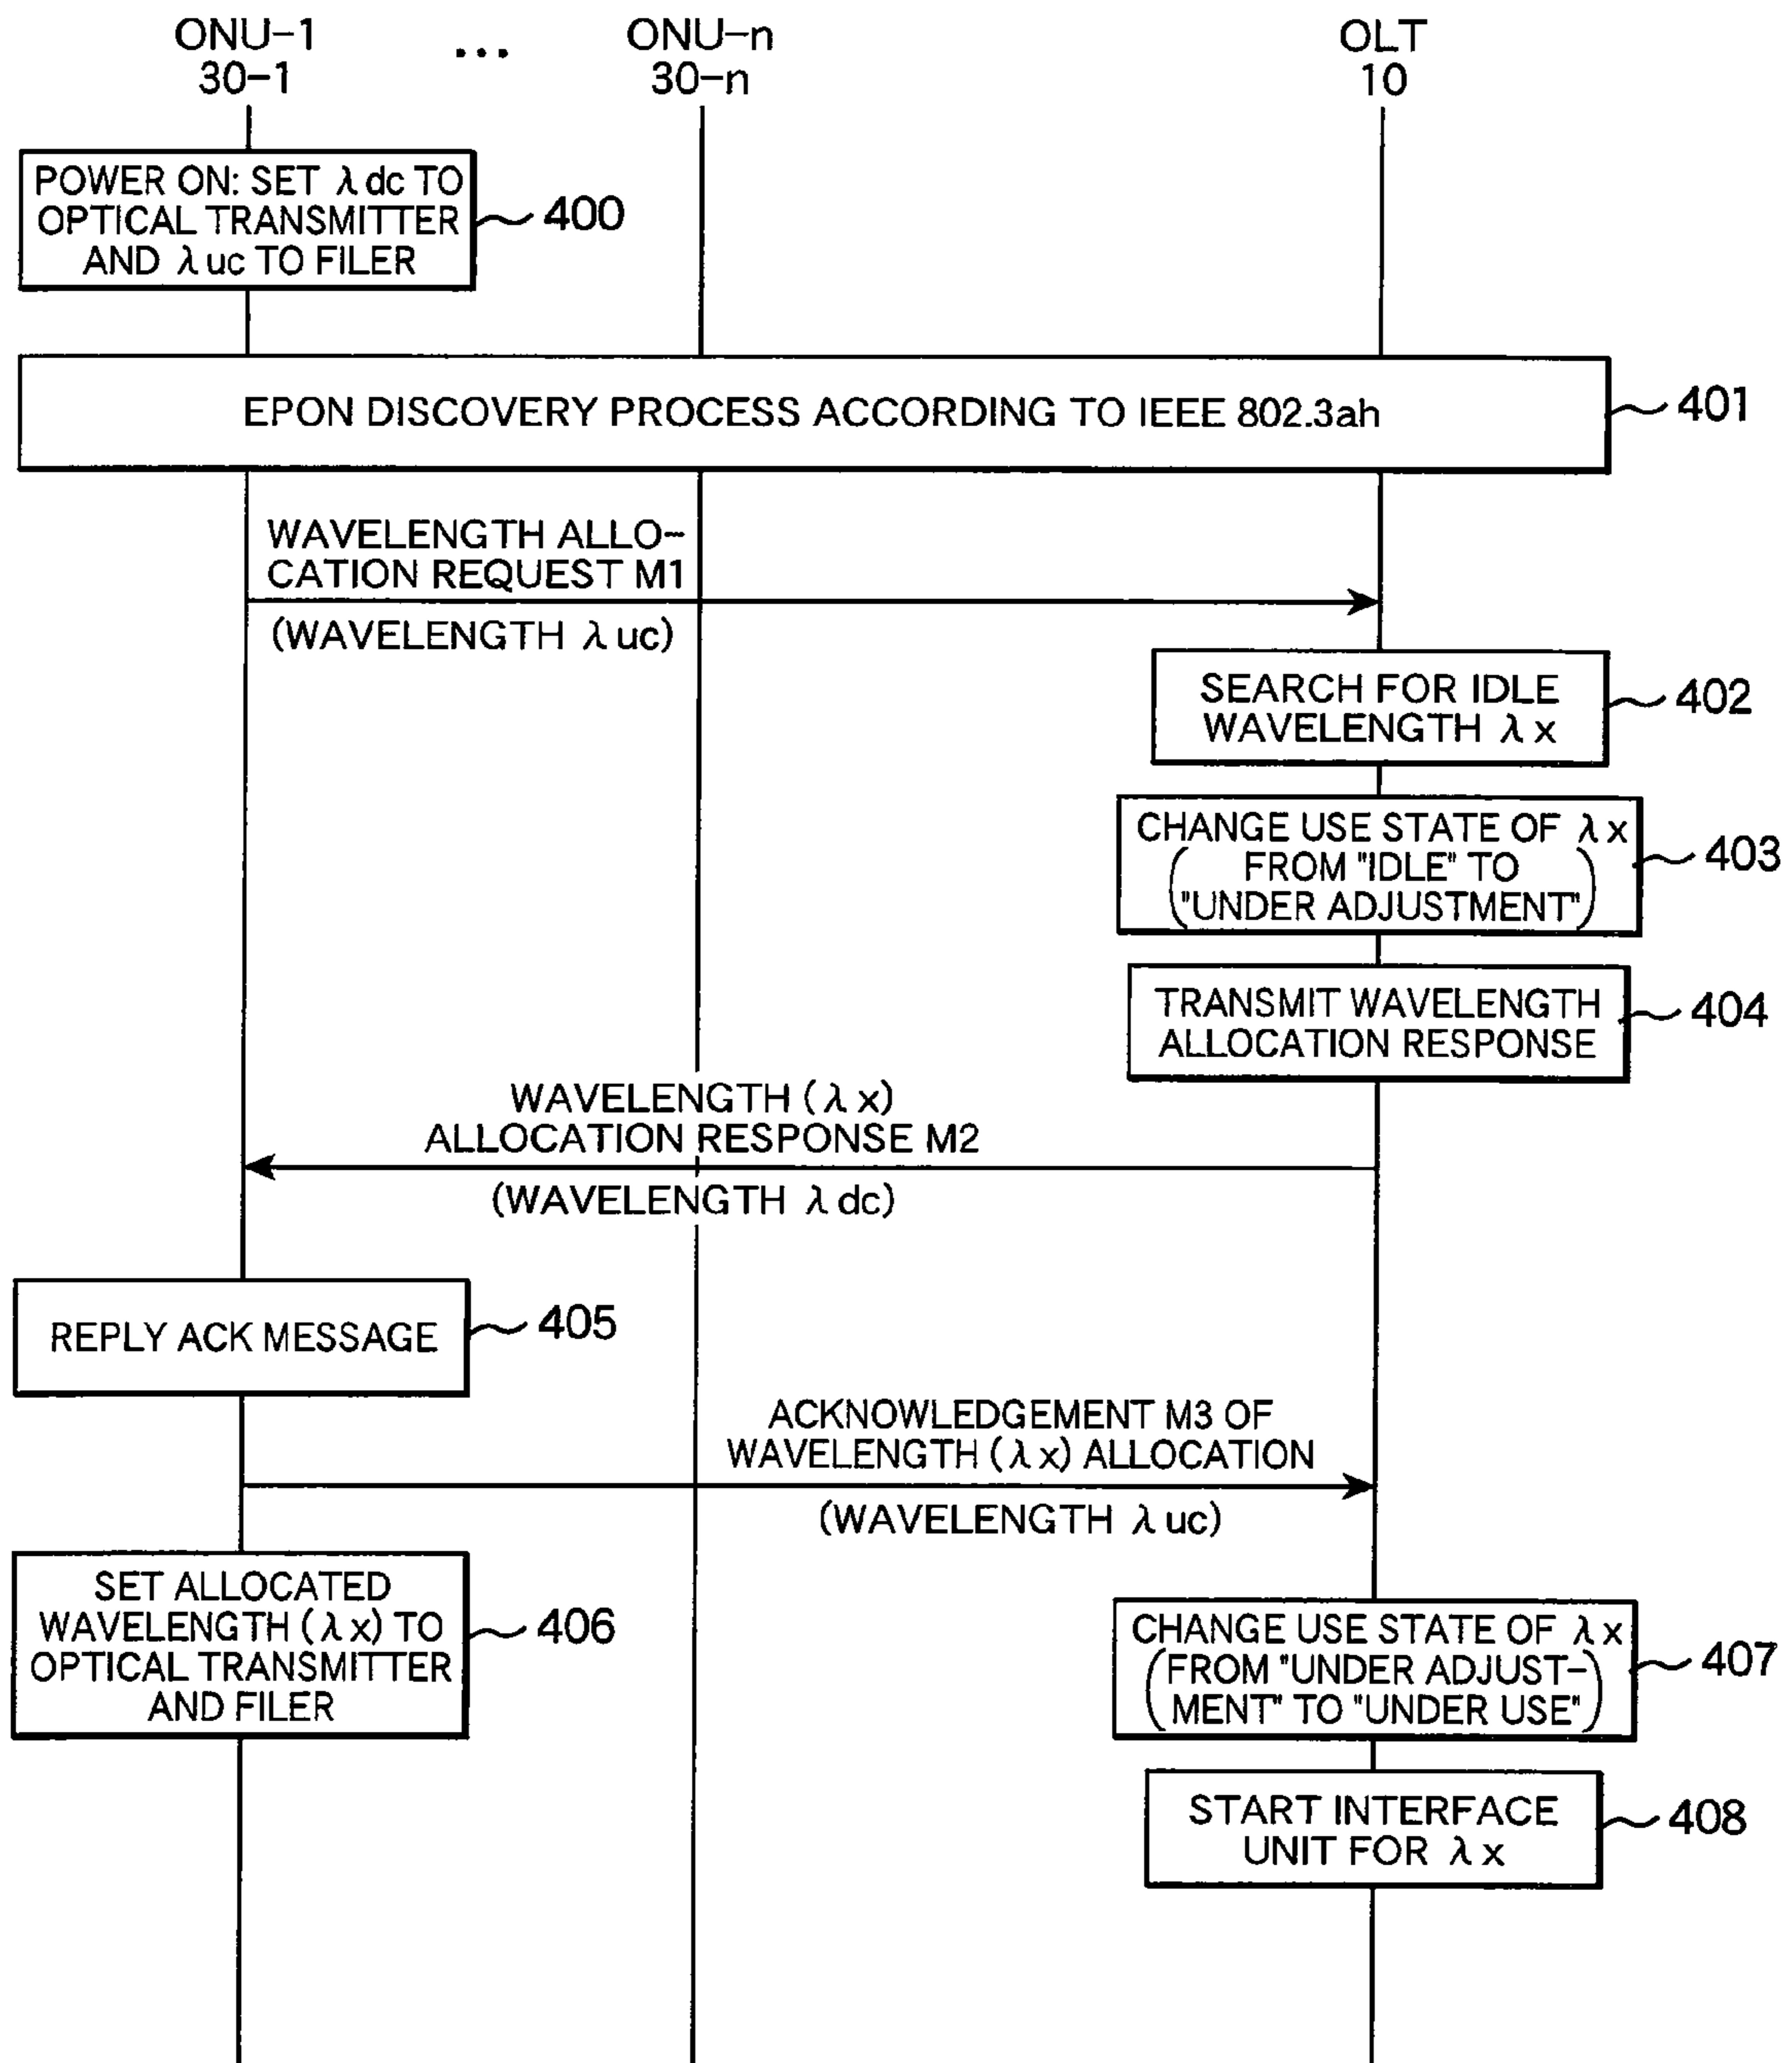 ONU-1 ... ONU-n OLT
30-1 30-n 10
POWER ON: SET λdc TO
OPTICAL TRANSMITTER
AND λuc TO FILER
400
EPON DISCOVERY PROCESS ACCORDING TO IEEE 802.3ah
401
WAVELENGTH ALLO-
CATION REQUEST M1
(WAVELENGTH λuc)
SEARCH FOR IDLE
WAVELENGTH λx
402
CHANGE USE STATE OF λx
(FROM "IDLE" TO
"UNDER ADJUSTMENT")
403
TRANSMIT WAVELENGTH
ALLOCATION RESPONSE
404
WAVELENGTH (λx)
ALLOCATION RESPONSE M2
(WAVELENGTH λdc)
REPLY ACK MESSAGE
405
ACKNOWLEDGEMENT M3 OF
WAVELENGTH (λx) ALLOCATION
(WAVELENGTH λuc)
SET ALLOCATED
WAVELENGTH (λx) TO
OPTICAL TRANSMITTER
AND FILER
406
CHANGE USE STATE OF λx
(FROM "UNDER ADJUST-
MENT" TO "UNDER USE")
407
START INTERFACE
UNIT FOR λx
408